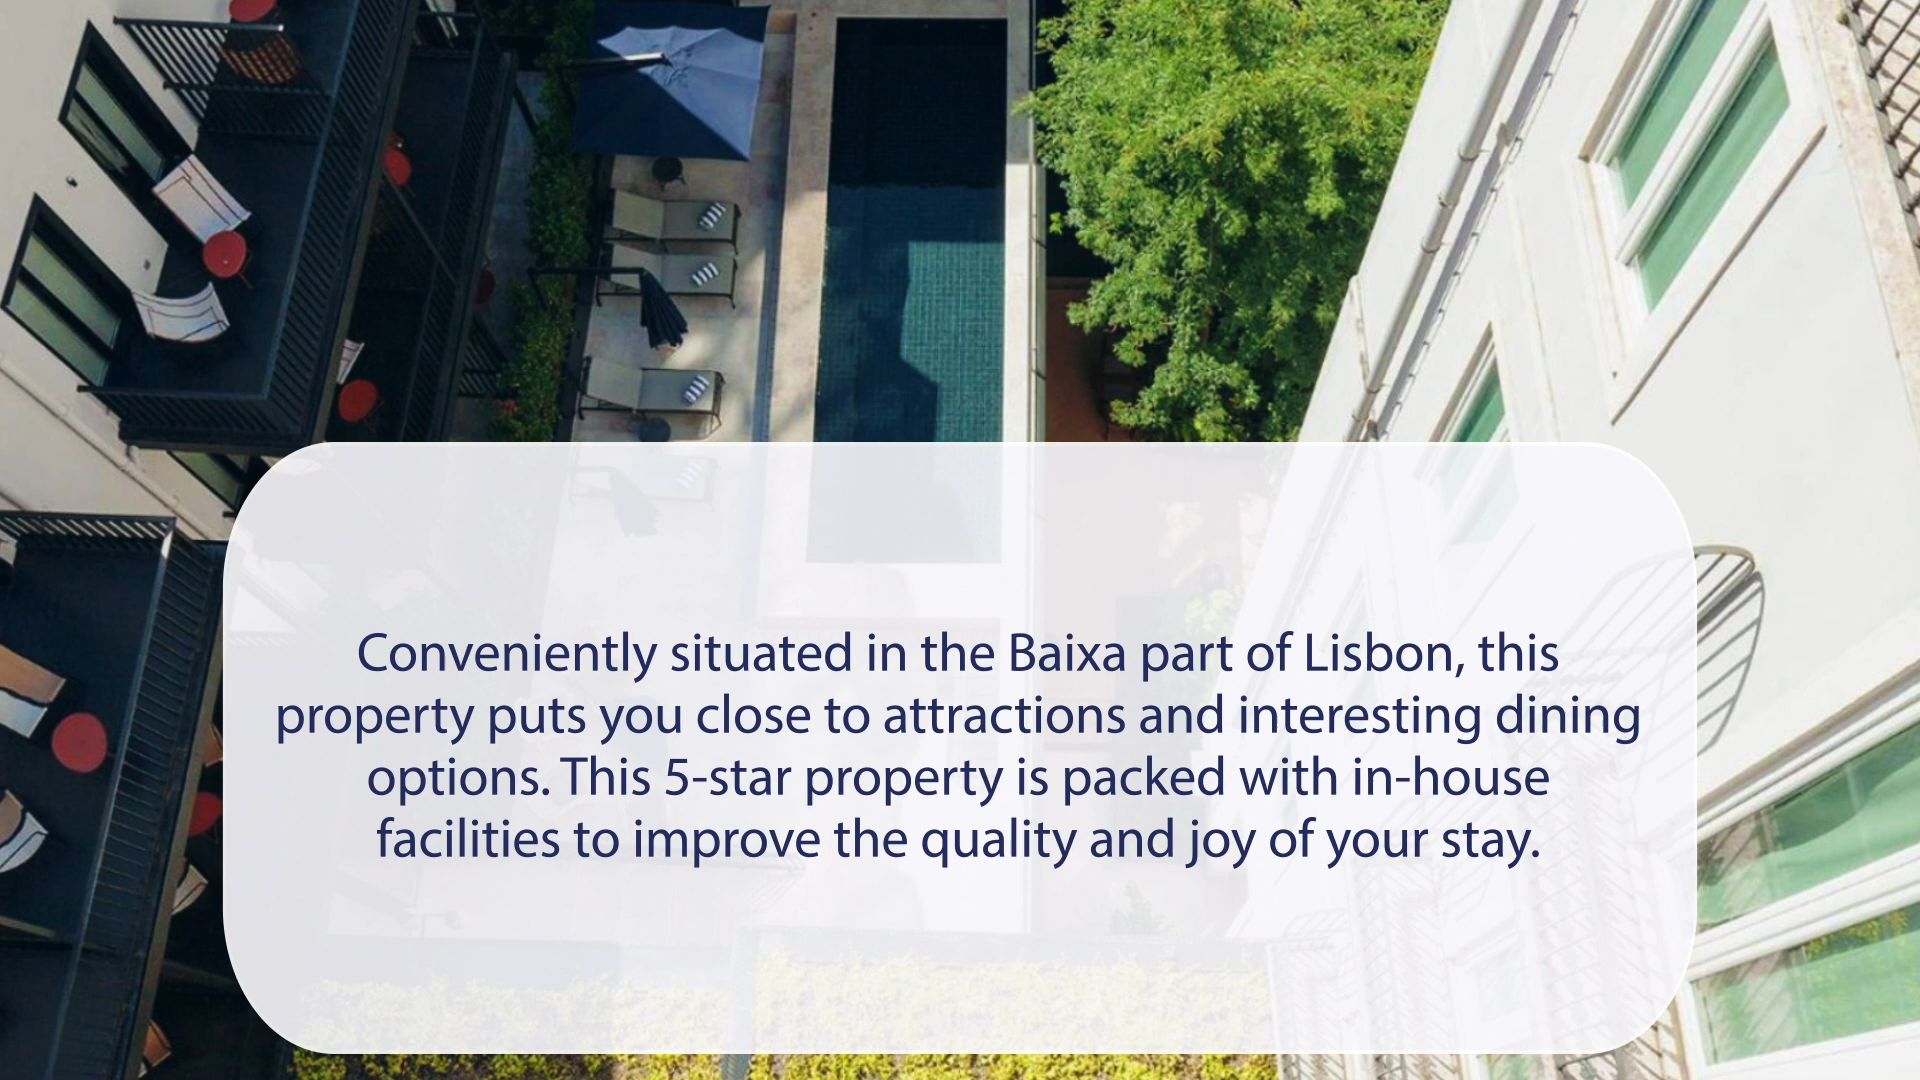 Conveniently situated in the Baixa part of Lisbon, this
property puts you close to attractions and interesting dining
options. This 5-star property is packed with in-house
facilities to improve the quality and joy of your stay.